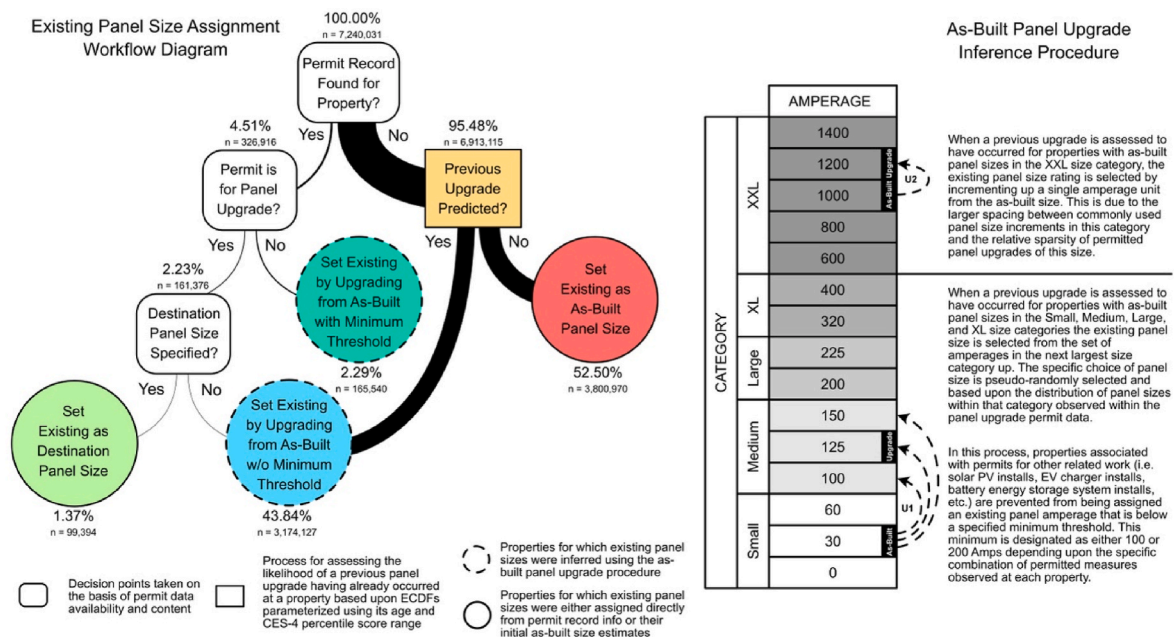 Existing Panel Size Assignment
Workflow Diagram
100.00%
n = 7,240,031
Permit Record
Found for
Property?
Yes
No
4.51%
n = 326,916
95.48%
n = 6,913,115
Permit is
for Panel
Upgrade?
Previous
Upgrade
Predicted?
Yes
No
Yes
No
2.23%
n = 161,376
Set Existing
by Upgrading
from As-Built
with Minimum
Threshold
Set
Existing as
As-Built
Panel Size
Destination
Panel Size
Specified?
2.29%
n = 165,540
52.50%
n = 3,800,970
Yes
No
Set
Existing as
Destination
Panel Size
Set Existing
by Upgrading
from As-Built
w/o Minimum
Threshold
1.37%
n = 99,394
43.84%
n = 3,174,127
Decision points taken on
the basis of permit data
availability and content
Process for assessing the
likelihood of a previous panel
upgrade having already occurred
at a property based upon ECDFs
parameterized using its age and
CES-4 percentile score range
Properties for which existing panel
sizes were inferred using the as-
built panel upgrade procedure
Properties for which existing panel
sizes were either assigned directly
from permit record info or their
initial as-built size estimates
As-Built Panel Upgrade
Inference Procedure
AMPERAGE
CATEGORY
XXL
1400
1200
1000
800
600
As-Built
Upgrade
U2
XL
400
320
Large
225
200
Medium
150
125
100
Upgrade
Small
60
30
0
As-Built
U1
When a previous upgrade is assessed to
have occurred for properties with as-built
panel sizes in the XXL size category, the
existing panel size rating is selected by
incrementing up a single amperage unit
from the as-built size. This is due to the
larger spacing between commonly used
panel size increments in this category
and the relative sparsity of permitted
panel upgrades of this size.
When a previous upgrade is assessed to
have occurred for properties with as-built
panel sizes in the Small, Medium, Large,
and XL size categories the existing panel
size is selected from the set of
amperages in the next largest size
category up. The specific choice of panel
size is pseudo-randomly selected and
based upon the distribution of panel sizes
within that category observed within the
panel upgrade permit data.
In this process, properties associated
with permits for other related work (i.e.
solar PV installs, EV charger installs,
battery energy storage system installs,
etc.) are prevented from being assigned
an existing panel amperage that is below
a specified minimum threshold. This
minimum is designated as either 100 or
200 Amps depending upon the specific
combination of permitted measures
observed at each property.